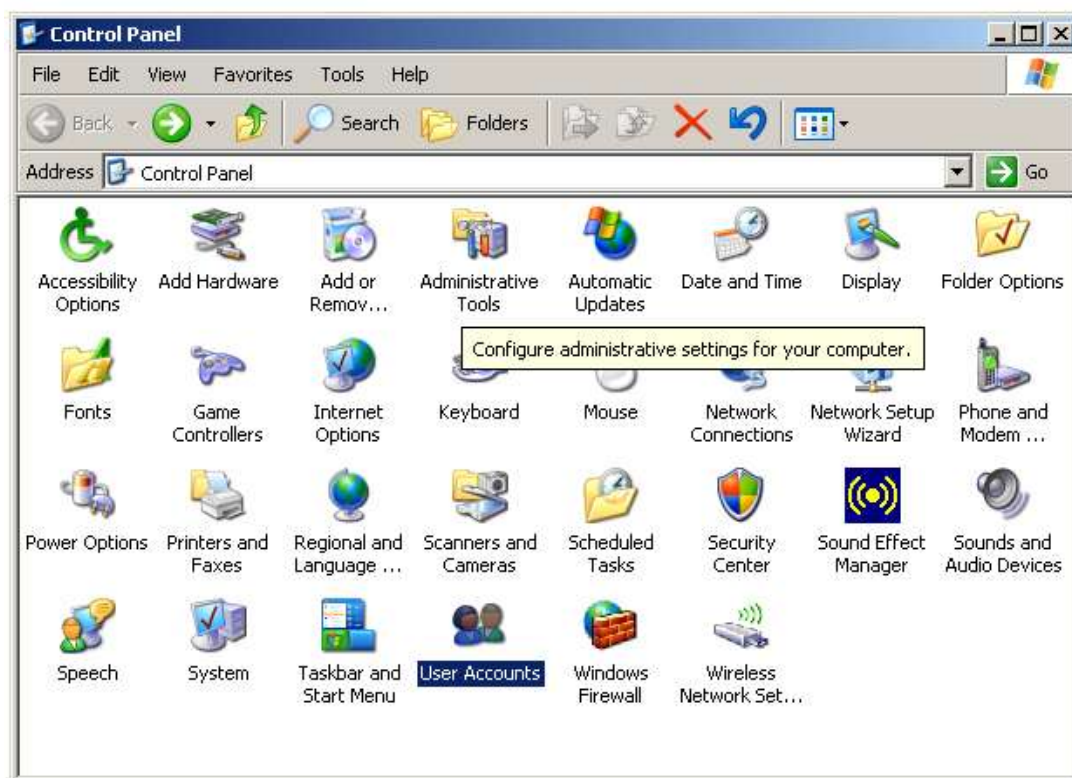 Control Panel
File Edit View Favorites Tools Help
Back Search Folders
Address Control Panel Go
Accessibility Options
Add Hardware
Add or Remov...
Administrative Tools
Automatic Updates
Date and Time
Display
Folder Options
Configure administrative settings for your computer.
Fonts
Game Controllers
Internet Options
Keyboard
Mouse
Network Connections
Network Setup Wizard
Phone and Modem ...
Power Options
Printers and Faxes
Regional and Language ...
Scanners and Cameras
Scheduled Tasks
Security Center
Sound Effect Manager
Sounds and Audio Devices
Speech
System
Taskbar and Start Menu
User Accounts
Windows Firewall
Wireless Network Set...